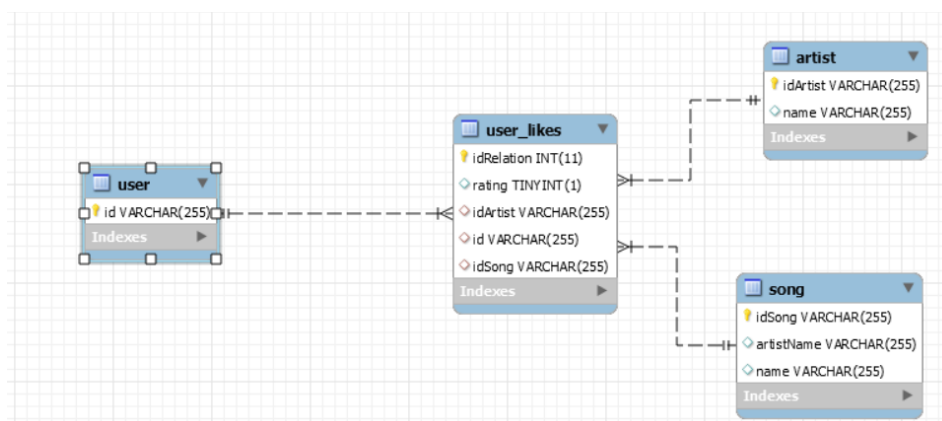 user
id VARCHAR(255)
Indexes
user_likes
idRelation INT(11)
rating TINYINT(1)
idArtist VARCHAR(255)
id VARCHAR(255)
idSong VARCHAR(255)
Indexes
artist
idArtist VARCHAR(255)
name VARCHAR(255)
Indexes
song
idSong VARCHAR(255)
artistName VARCHAR(255)
name VARCHAR(255)
Indexes